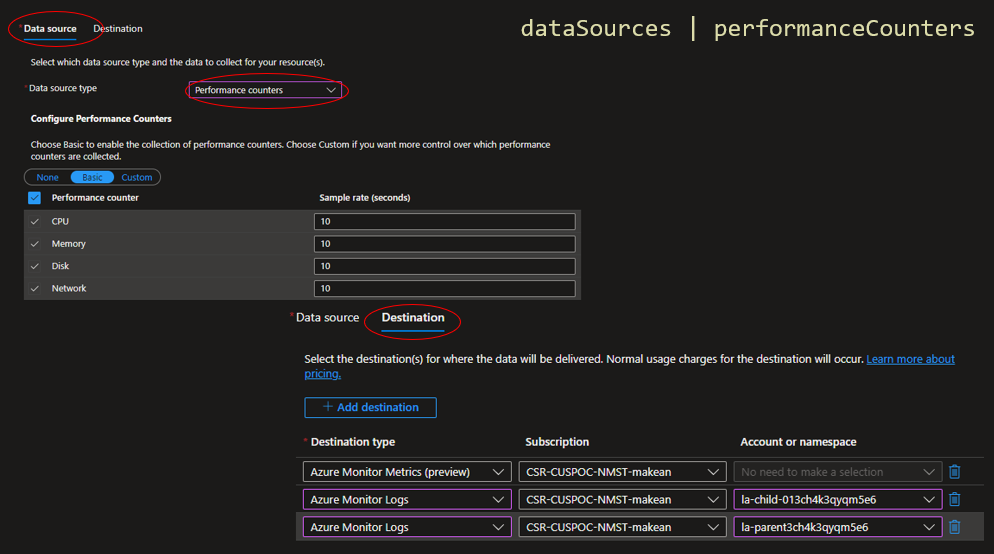 dataSources | performanceCounters
* Data source Destination
Select which data source type and the data to collect for your resource(s).
* Data source type Performance counters
Configure Performance Counters
Choose Basic to enable the collection of performance counters. Choose Custom if you want more control over which performance
counters are collected.
None Basic Custom
Performance counter Sample rate (seconds)
CPU 10
Memory 10
Disk 10
Network 10
* Data source Destination
Select the destination(s) for where the data will be delivered. Normal usage charges for the destination will occur. Learn more about
pricing.
+ Add destination
* Destination type Subscription Account or namespace
Azure Monitor Metrics (preview) CSR-CUSPOC-NMST-makean No need to make a selection
Azure Monitor Logs CSR-CUSPOC-NMST-makean la-child-013ch4k3qyqm5e6
Azure Monitor Logs CSR-CUSPOC-NMST-makean la-parent3ch4k3qyqm5e6